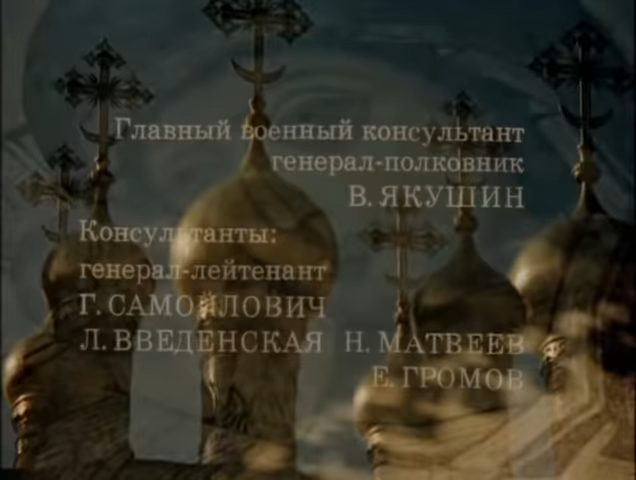 Главный военный консультант
генерал-полковник
В. ЯКУШИН
Консультанты:
генерал-лейтенант
Г. САМОЙЛОВИЧ
Л. ВВЕДЕНСКАЯ Н. МАТВЕЕВ
Е. ГРОМОВ